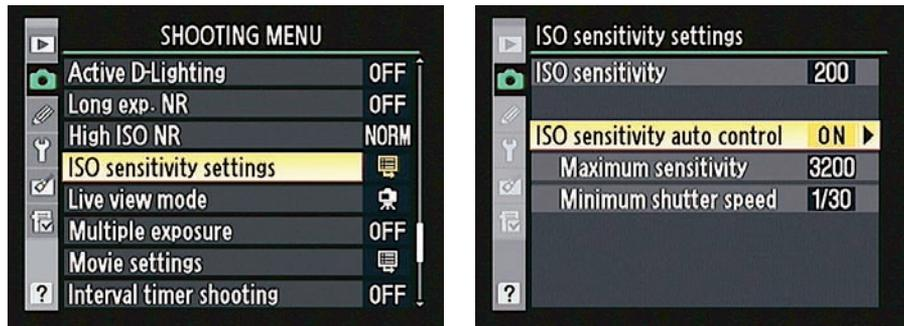 SHOOTING MENU
Active D-Lighting OFF
Long exp. NR OFF
High ISO NR NORM
ISO sensitivity settings
Live view mode
Multiple exposure OFF
Movie settings
Interval timer shooting OFF
?
ISO sensitivity settings
ISO sensitivity 200
ISO sensitivity auto control ON
Maximum sensitivity 3200
Minimum shutter speed 1/30
?